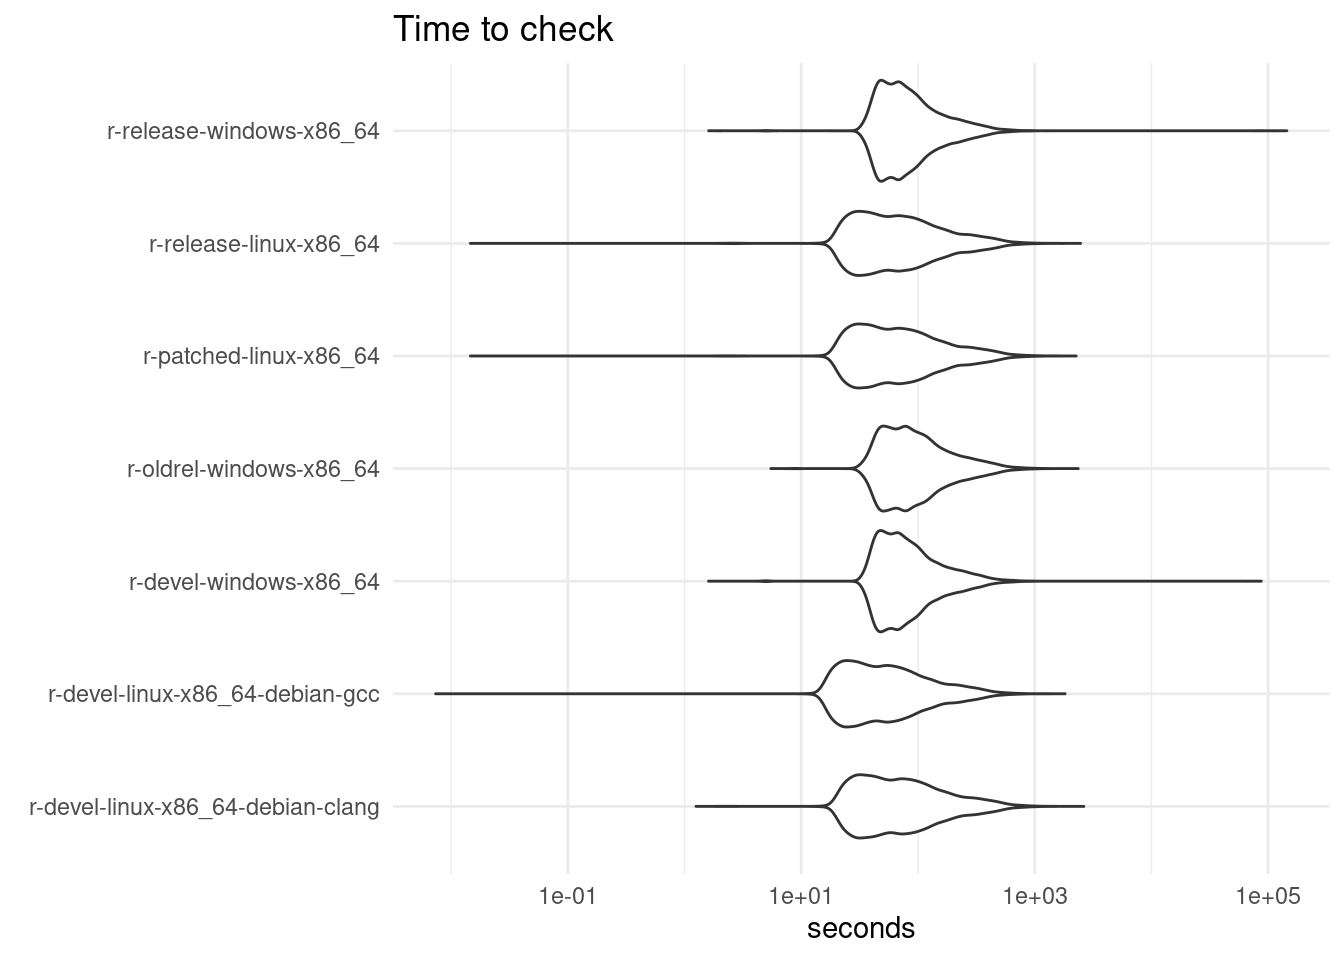 Time to check
r-release-windows-x86_64
r-release-linux-x86_64
r-patched-linux-x86_64
r-oldrel-windows-x86_64
r-devel-windows-x86_64
r-devel-linux-x86_64-debian-gcc
r-devel-linux-x86_64-debian-clang
1e-01 1e+01 1e+03 1e+05
seconds